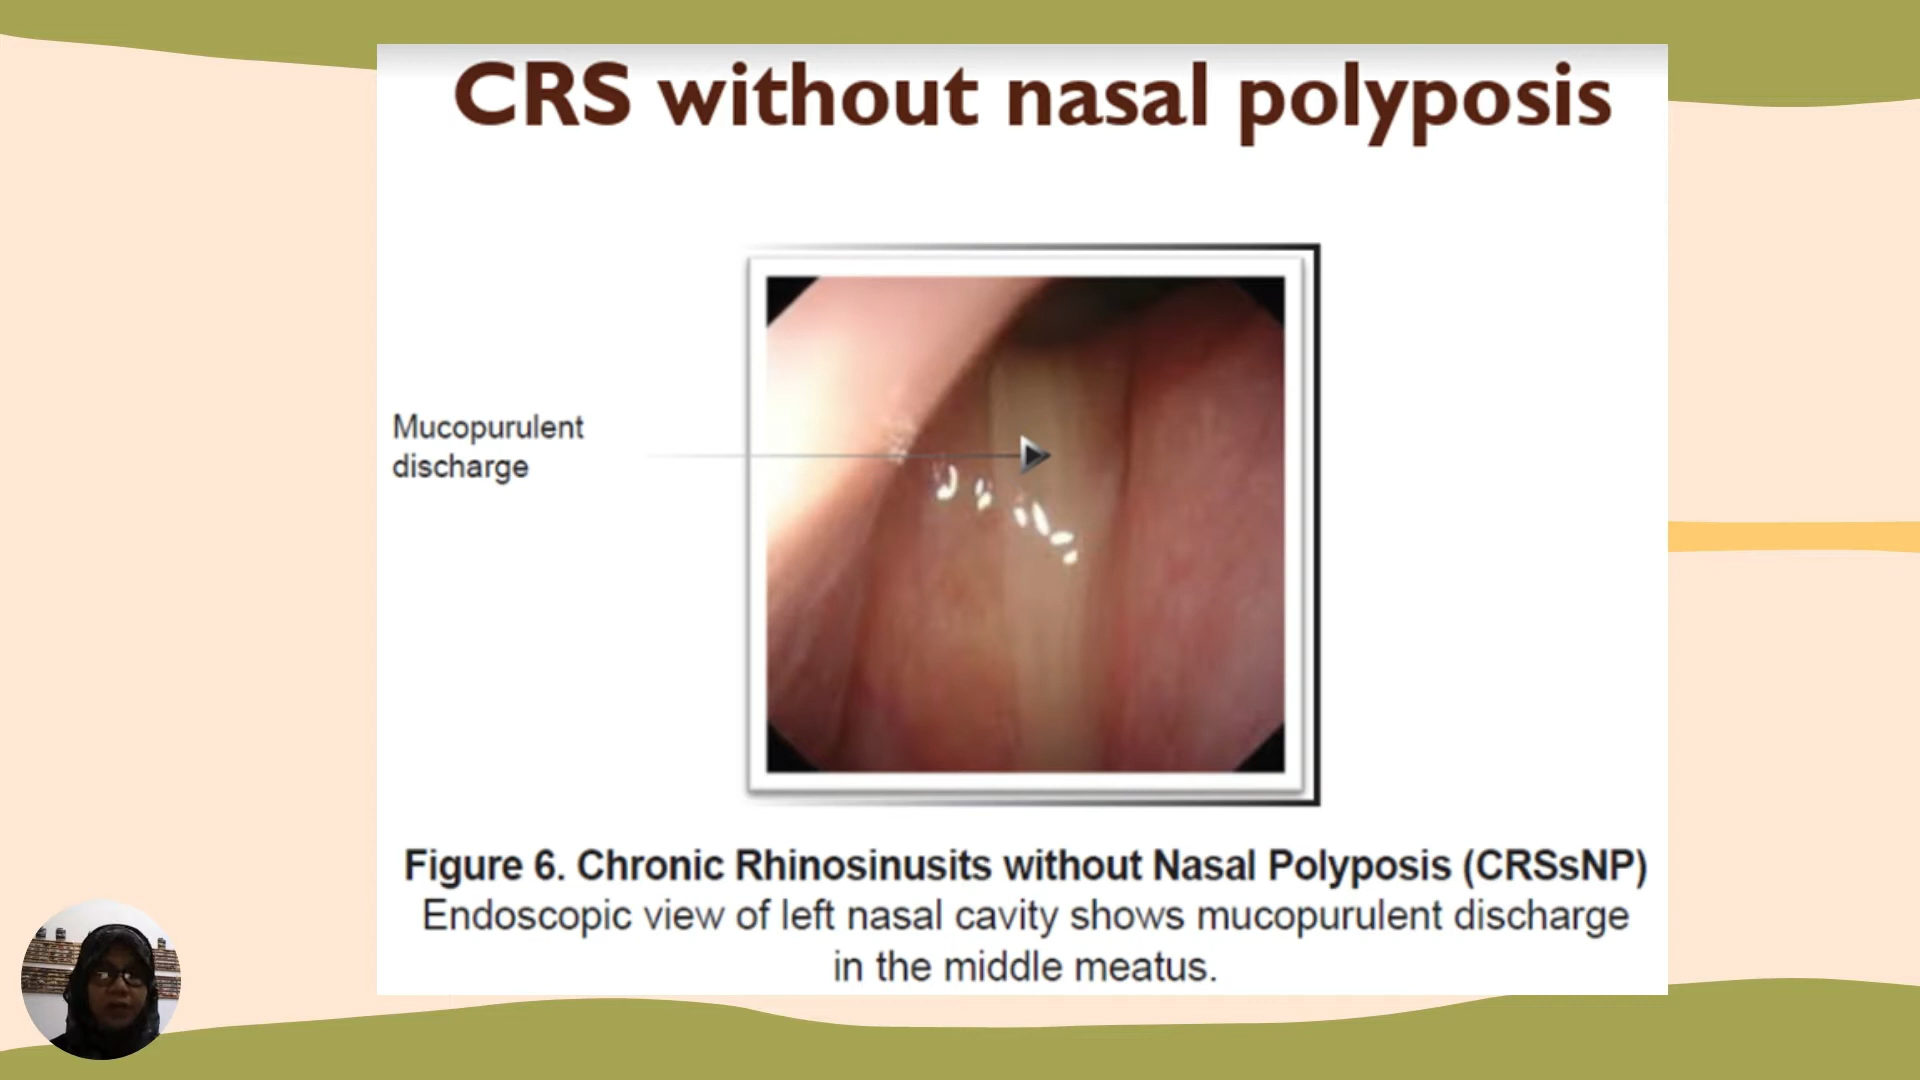 CRS without nasal polyposis
Mucopurulent
discharge
Figure 6. Chronic Rhinosinusits without Nasal Polyposis (CRSsNP)
Endoscopic view of left nasal cavity shows mucopurulent discharge
in the middle meatus.